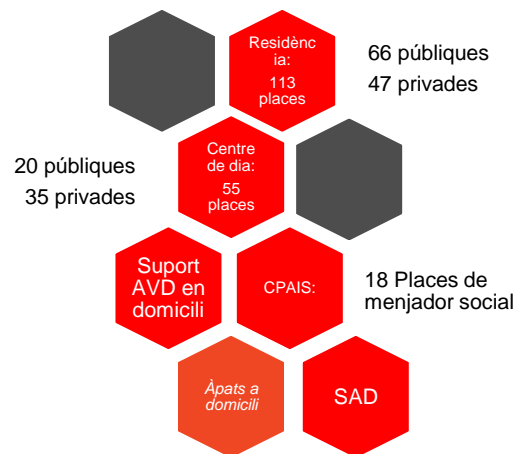 Residènc
ia:
113
places
66 públiques
47 privades
20 públiques
35 privades
Centre
de dia:
55
places
Suport
AVD en
domicili
CPAIS:
18 Places de
menjador social
Àpats a
domicili
SAD